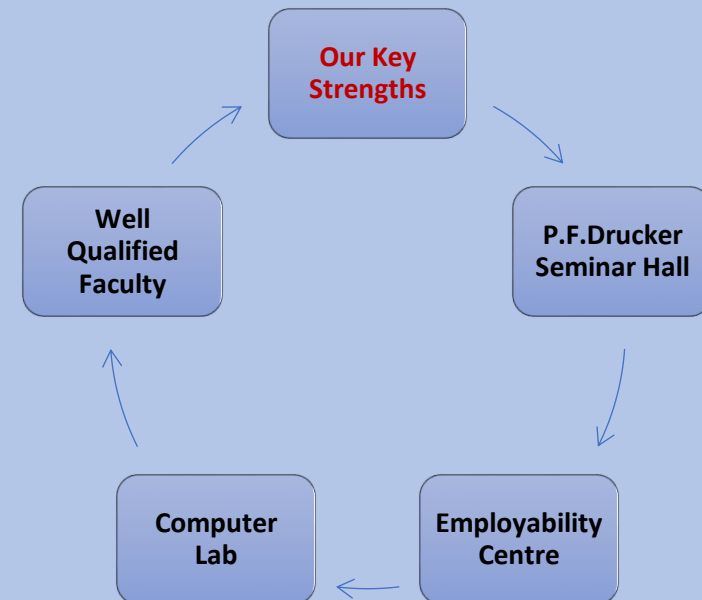 Our Key
Strengths
P.F.Drucker
Seminar Hall
Employability
Centre
Computer
Lab
Well
Qualified
Faculty